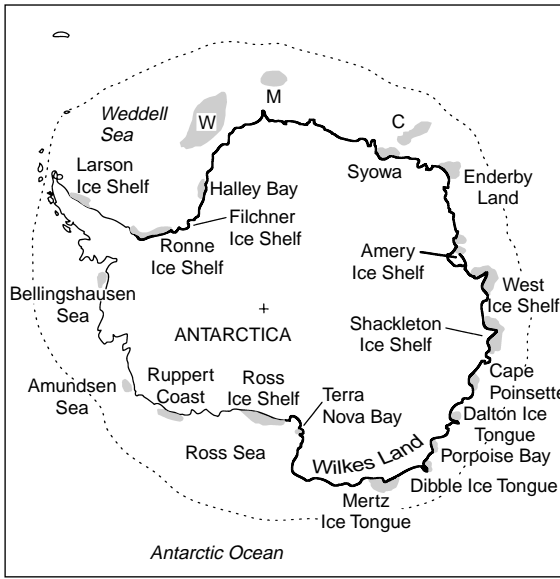 M
Weddell
Sea
W
C
Larson
Ice Shelf
Syowa
Enderby
Land
Halley Bay
Filchner
Ice Shelf
Ronne
Ice Shelf
Amery
Ice Shelf
West
Ice Shelf
Bellingshausen
Sea
+
ANTARCTICA
Shackleton
Ice Shelf
Amundsen
Sea
Ruppert
Coast
Ross
Ice Shelf
Terra
Nova Bay
Cape
Poinsette
Dalton Ice
Tongue
Ross Sea
Wilkes Land
Porpoise Bay
Dibble Ice Tongue
Mertz
Ice Tongue
Antarctic Ocean